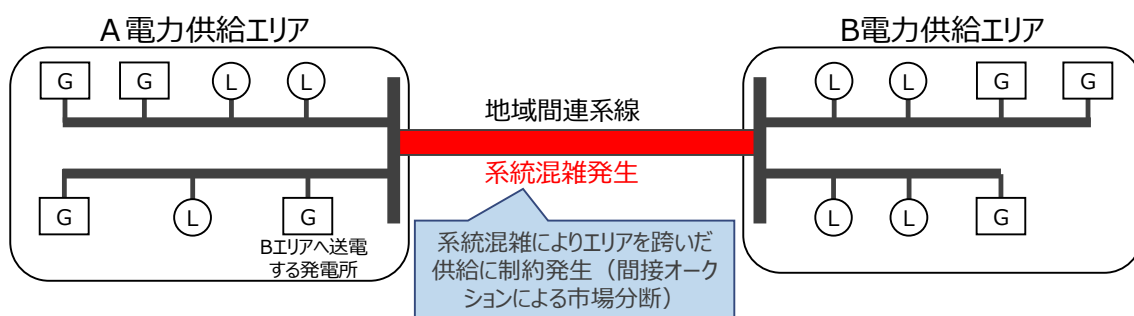 A電力供給エリア
B電力供給エリア
G G L L
L L G G
地域間連系線
系統混雑発生
G L G
L L G
Bエリアへ送電
する発電所
系統混雑によりエリアを跨いだ
供給に制約発生（間接オーク
ションによる市場分断）